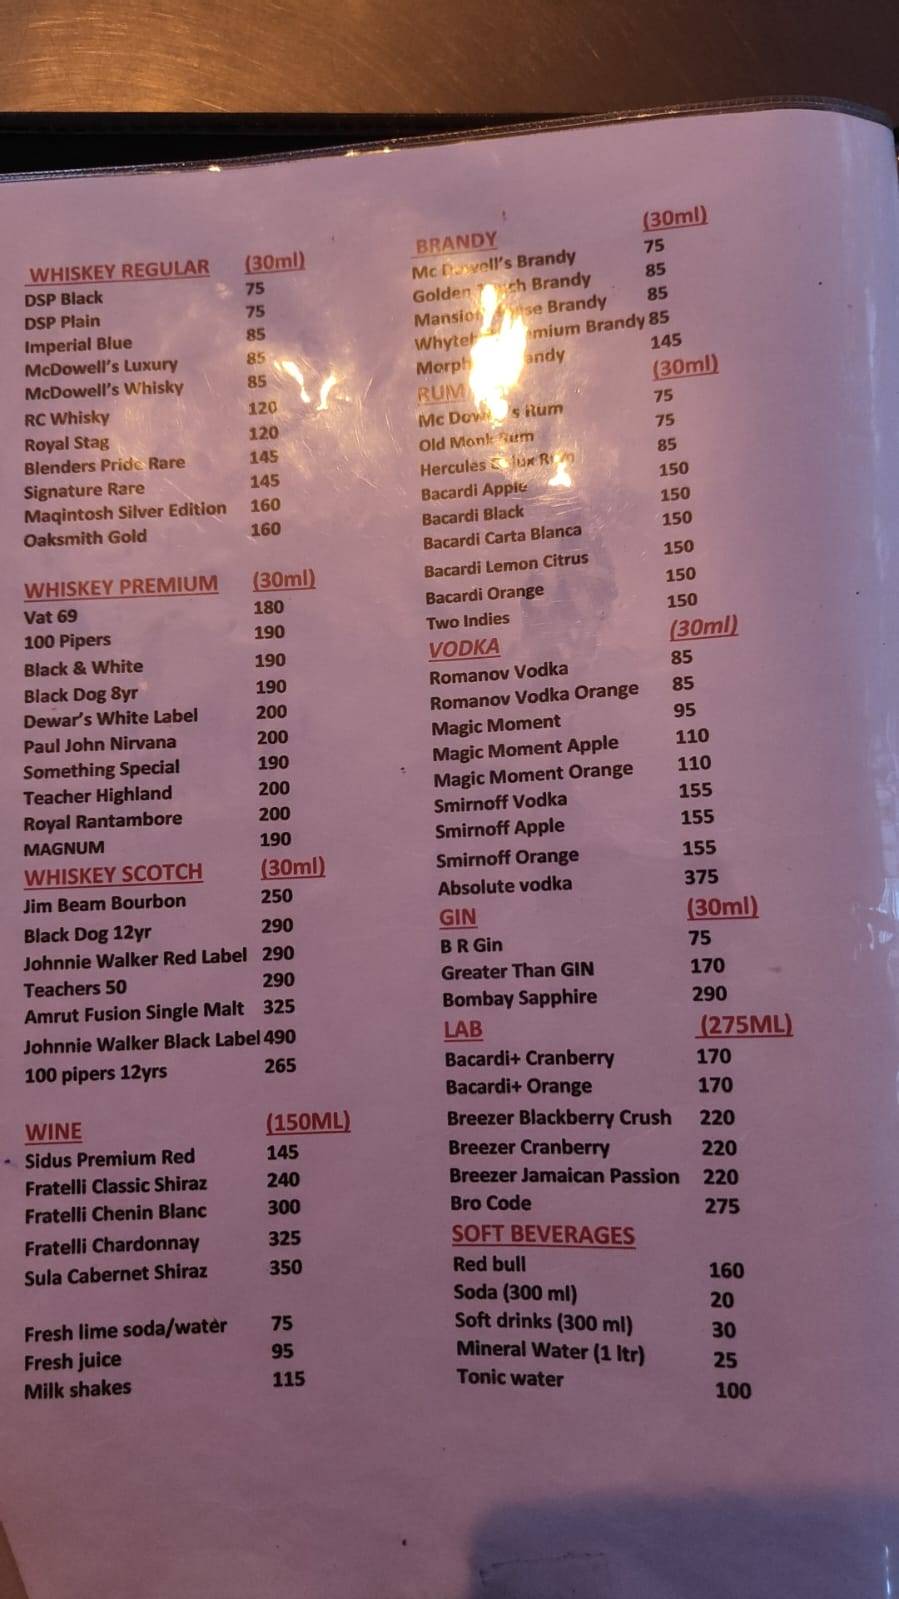 WHISKEY REGULAR (30ml)
DSP Black 75
DSP Plain 75
Imperial Blue 85
McDowell's Luxury 85
McDowell's Whisky 85
RC Whisky 120
Royal Stag 120
Blenders Pride Rare 145
Signature Rare 145
Maqintosh Silver Edition 160
Oaksmith Gold 160
WHISKEY PREMIUM (30ml)
Vat 69 180
100 Pipers 190
Black & White 190
Black Dog 8yr 190
Dewar's White Label 200
Paul John Nirvana 200
Something Special 190
Teacher Highland 200
Royal Rantambore 200
MAGNUM 190
WHISKEY SCOTCH (30ml)
Jim Beam Bourbon 250
Black Dog 12yr 290
Johnnie Walker Red Label 290
Teachers 50 290
Amrut Fusion Single Malt 325
Johnnie Walker Black Label 490
100 pipers 12yrs 265
WINE (150ML)
Sidus Premium Red 145
Fratelli Classic Shiraz 240
Fratelli Chenin Blanc 300
Fratelli Chardonnay 325
Sula Cabernet Shiraz 350
Fresh lime soda/water 75
Fresh juice 95
Milk shakes 115
BRANDY (30ml)
Mc Dowell's Brandy 75
Golden Brandy 85
Brandy 85
Brandy 85
145
RUM (30ml)
Mc Rum 75
Old Monk Rum 75
Hercules 85
Bacardi Apple 150
Bacardi Black 150
Bacardi Carta Blanca 150
Bacardi Lemon Citrus 150
Bacardi Orange 150
Two Indies 150
VODKA (30ml)
Romanov Vodka 85
Romanov Vodka Orange 85
Magic Moment 95
Magic Moment Apple 110
Magic Moment Orange 110
Smirnoff Vodka 155
Smirnoff Apple 155
Smirnoff Orange 155
Absolute vodka 375
GIN (30ml)
B R Gin 75
Greater Than GIN 170
Bombay Sapphire 290
LAB (275ML)
Bacardi+ Cranberry 170
Bacardi+ Orange 170
Breezer Blackberry Crush 220
Breezer Cranberry 220
Breezer Jamaican Passion 220
Bro Code 275
SOFT BEVERAGES
Red bull 160
Soda (300 ml) 20
Soft drinks (300 ml) 30
Mineral Water (1 ltr) 25
Tonic water 100